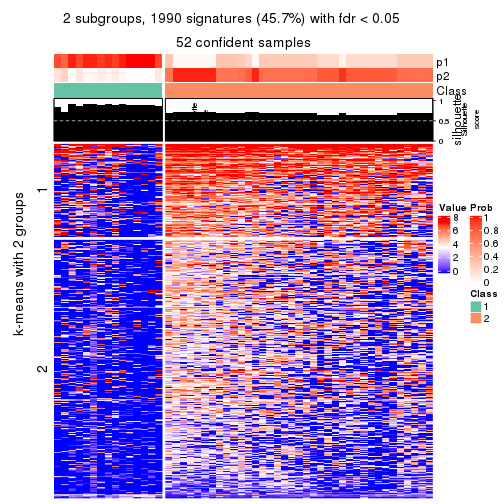 2 subgroups, 1990 signatures (45.7%) with fdr < 0.05
52 confident samples
p1
p2
Class
1
0.5
0
silhouette
Silhouette
score
k-means with 2 groups
1
2
Value
8
6
4
2
0
Prob
1
0.8
0.6
0.4
0.2
0
Class
1
2